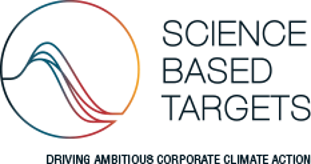 SCIENCE
BASED
TARGETS
DRIVING AMBITIOUS CORPORATE CLIMATE ACTION